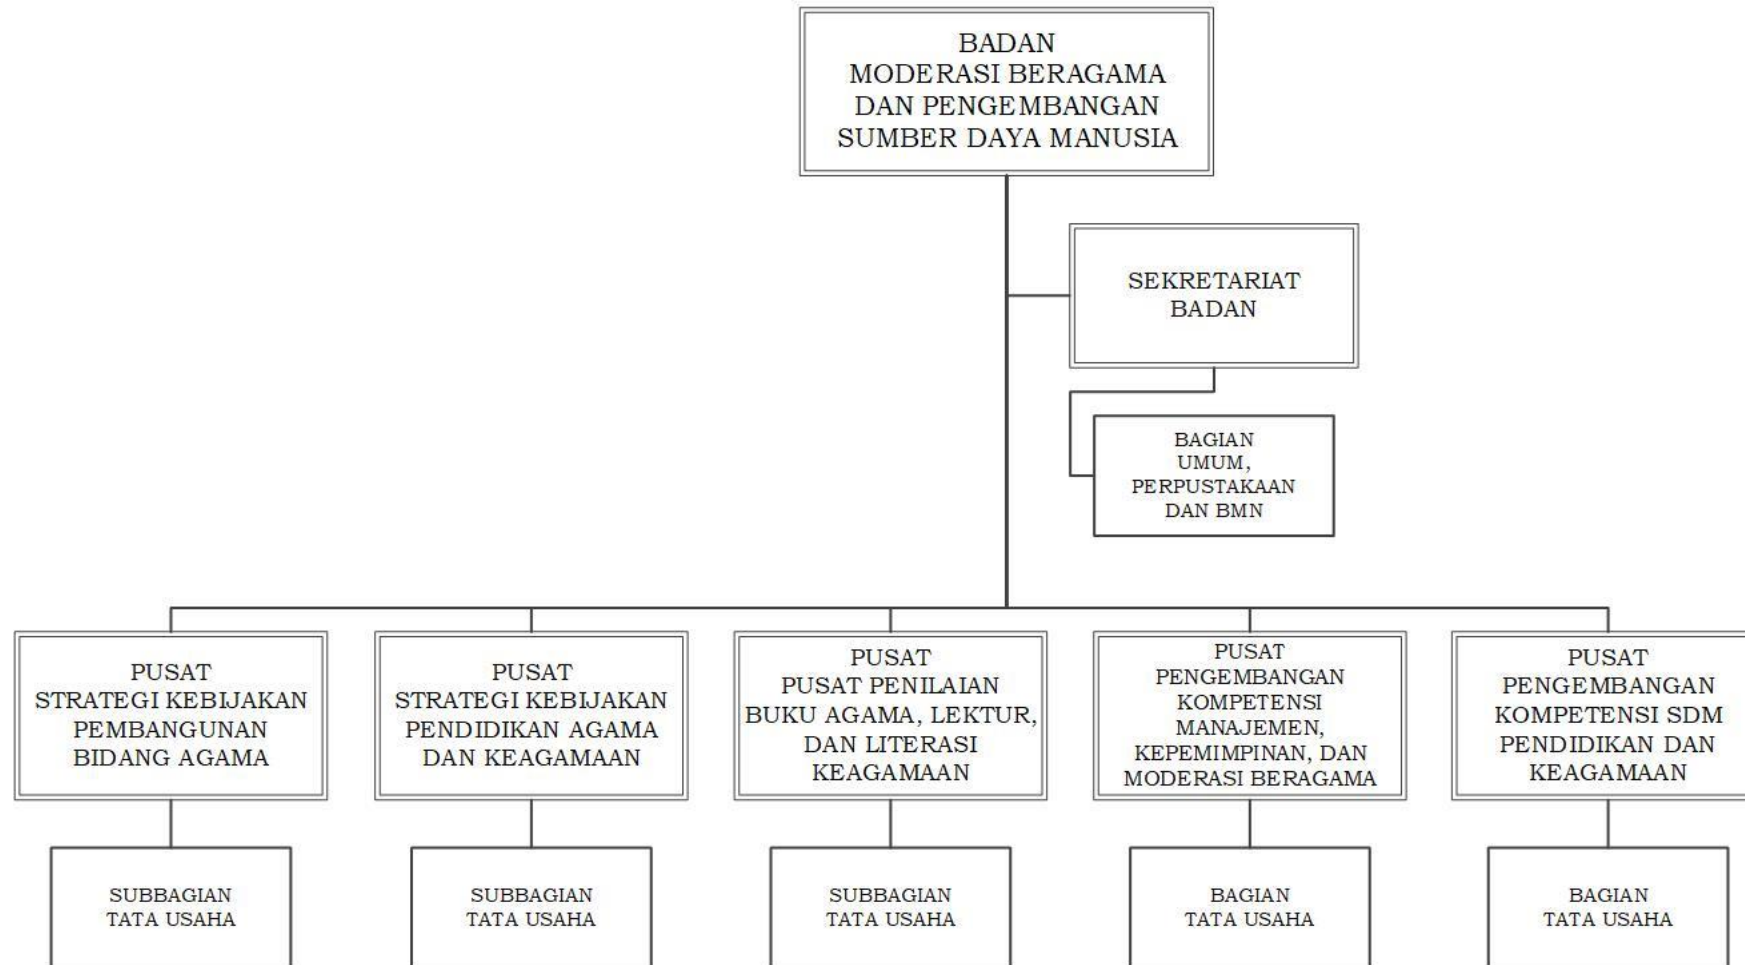 BADAN
MODERASI BERAGAMA
DAN PENGEMBANGAN
SUMBER DAYA MANUSIA
SEKRETARIAT
BADAN
BAGIAN
UMUM,
PERPUSTAKAAN
DAN BMN
PUSAT
STRATEGI KEBIJAKAN
PEMBANGUNAN
BIDANG AGAMA
PUSAT
STRATEGI KEBIJAKAN
PENDIDIKAN AGAMA
DAN KEAGAMAAN
PUSAT
PUSAT PENILAIAN
BUKU AGAMA, LEKTUR,
DAN LITERASI
KEAGAMAAN
PUSAT
PENGEMBANGAN
KOMPETENSI
MANAJEMEN,
KEPEMIMPINAN, DAN
MODERASI BERAGAMA
PUSAT
PENGEMBANGAN
KOMPETENSI SDM
PENDIDIKAN DAN
KEAGAMAAN
SUBBAGIAN
TATA USAHA
SUBBAGIAN
TATA USAHA
SUBBAGIAN
TATA USAHA
BAGIAN
TATA USAHA
BAGIAN
TATA USAHA